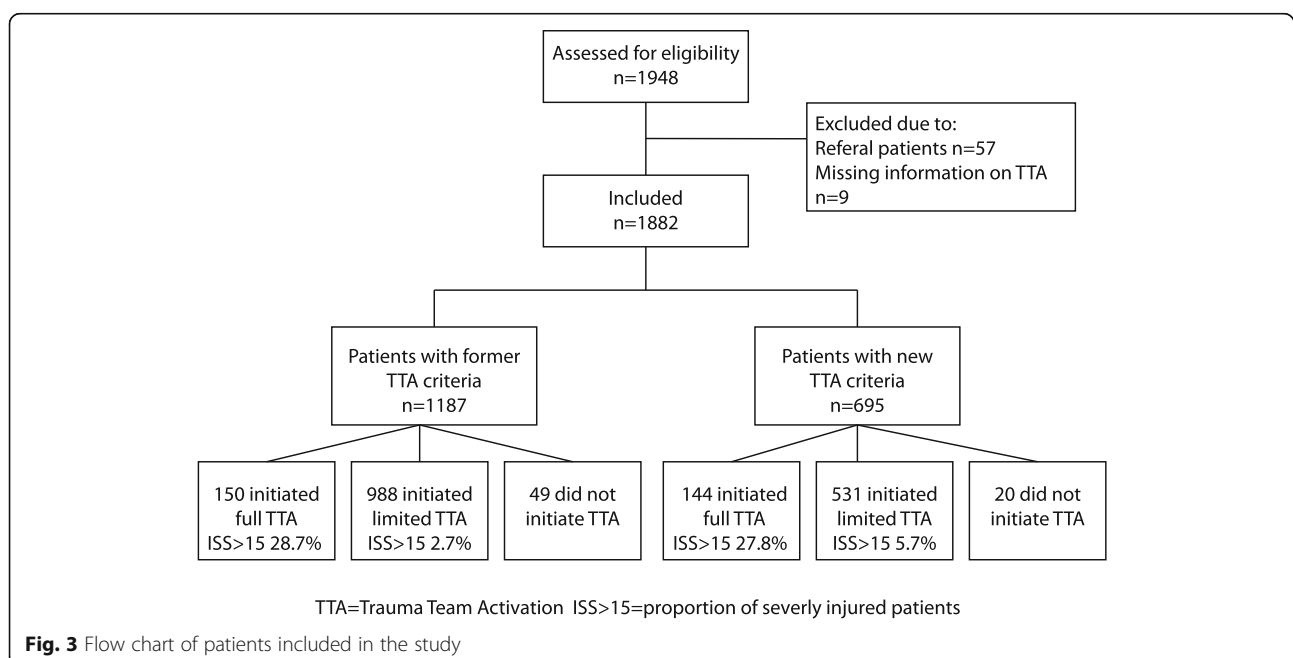 Assessed for eligibility
n=1948
Excluded due to:
Referal patients n=57
Missing information on TTA
n=9
Included
n=1882
Patients with former
TTA criteria
n=1187
Patients with new
TTA criteria
n=695
150 initiated
full TTA
ISS>15 28.7%
988 initiated
limited TTA
ISS>15 2.7%
49 did not
initiate TTA
144 initiated
full TTA
ISS>15 27.8%
531 initiated
limited TTA
ISS>15 5.7%
20 did not
initiate TTA
TTA=Trauma Team Activation ISS>15=proportion of severly injured patients
Fig. 3 Flow chart of patients included in the study